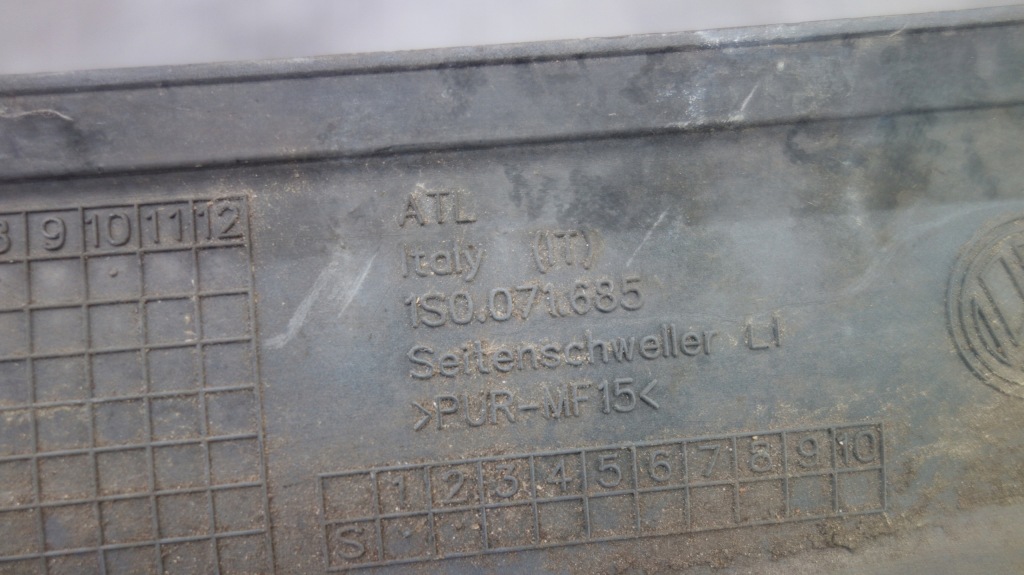 8 9 10 11 12
ATL
Italy (IT)
1S0.071.685
Seitenschweller LI
>PUR-MF15<
1 2 3 4 5 6 7 8 9 10
S